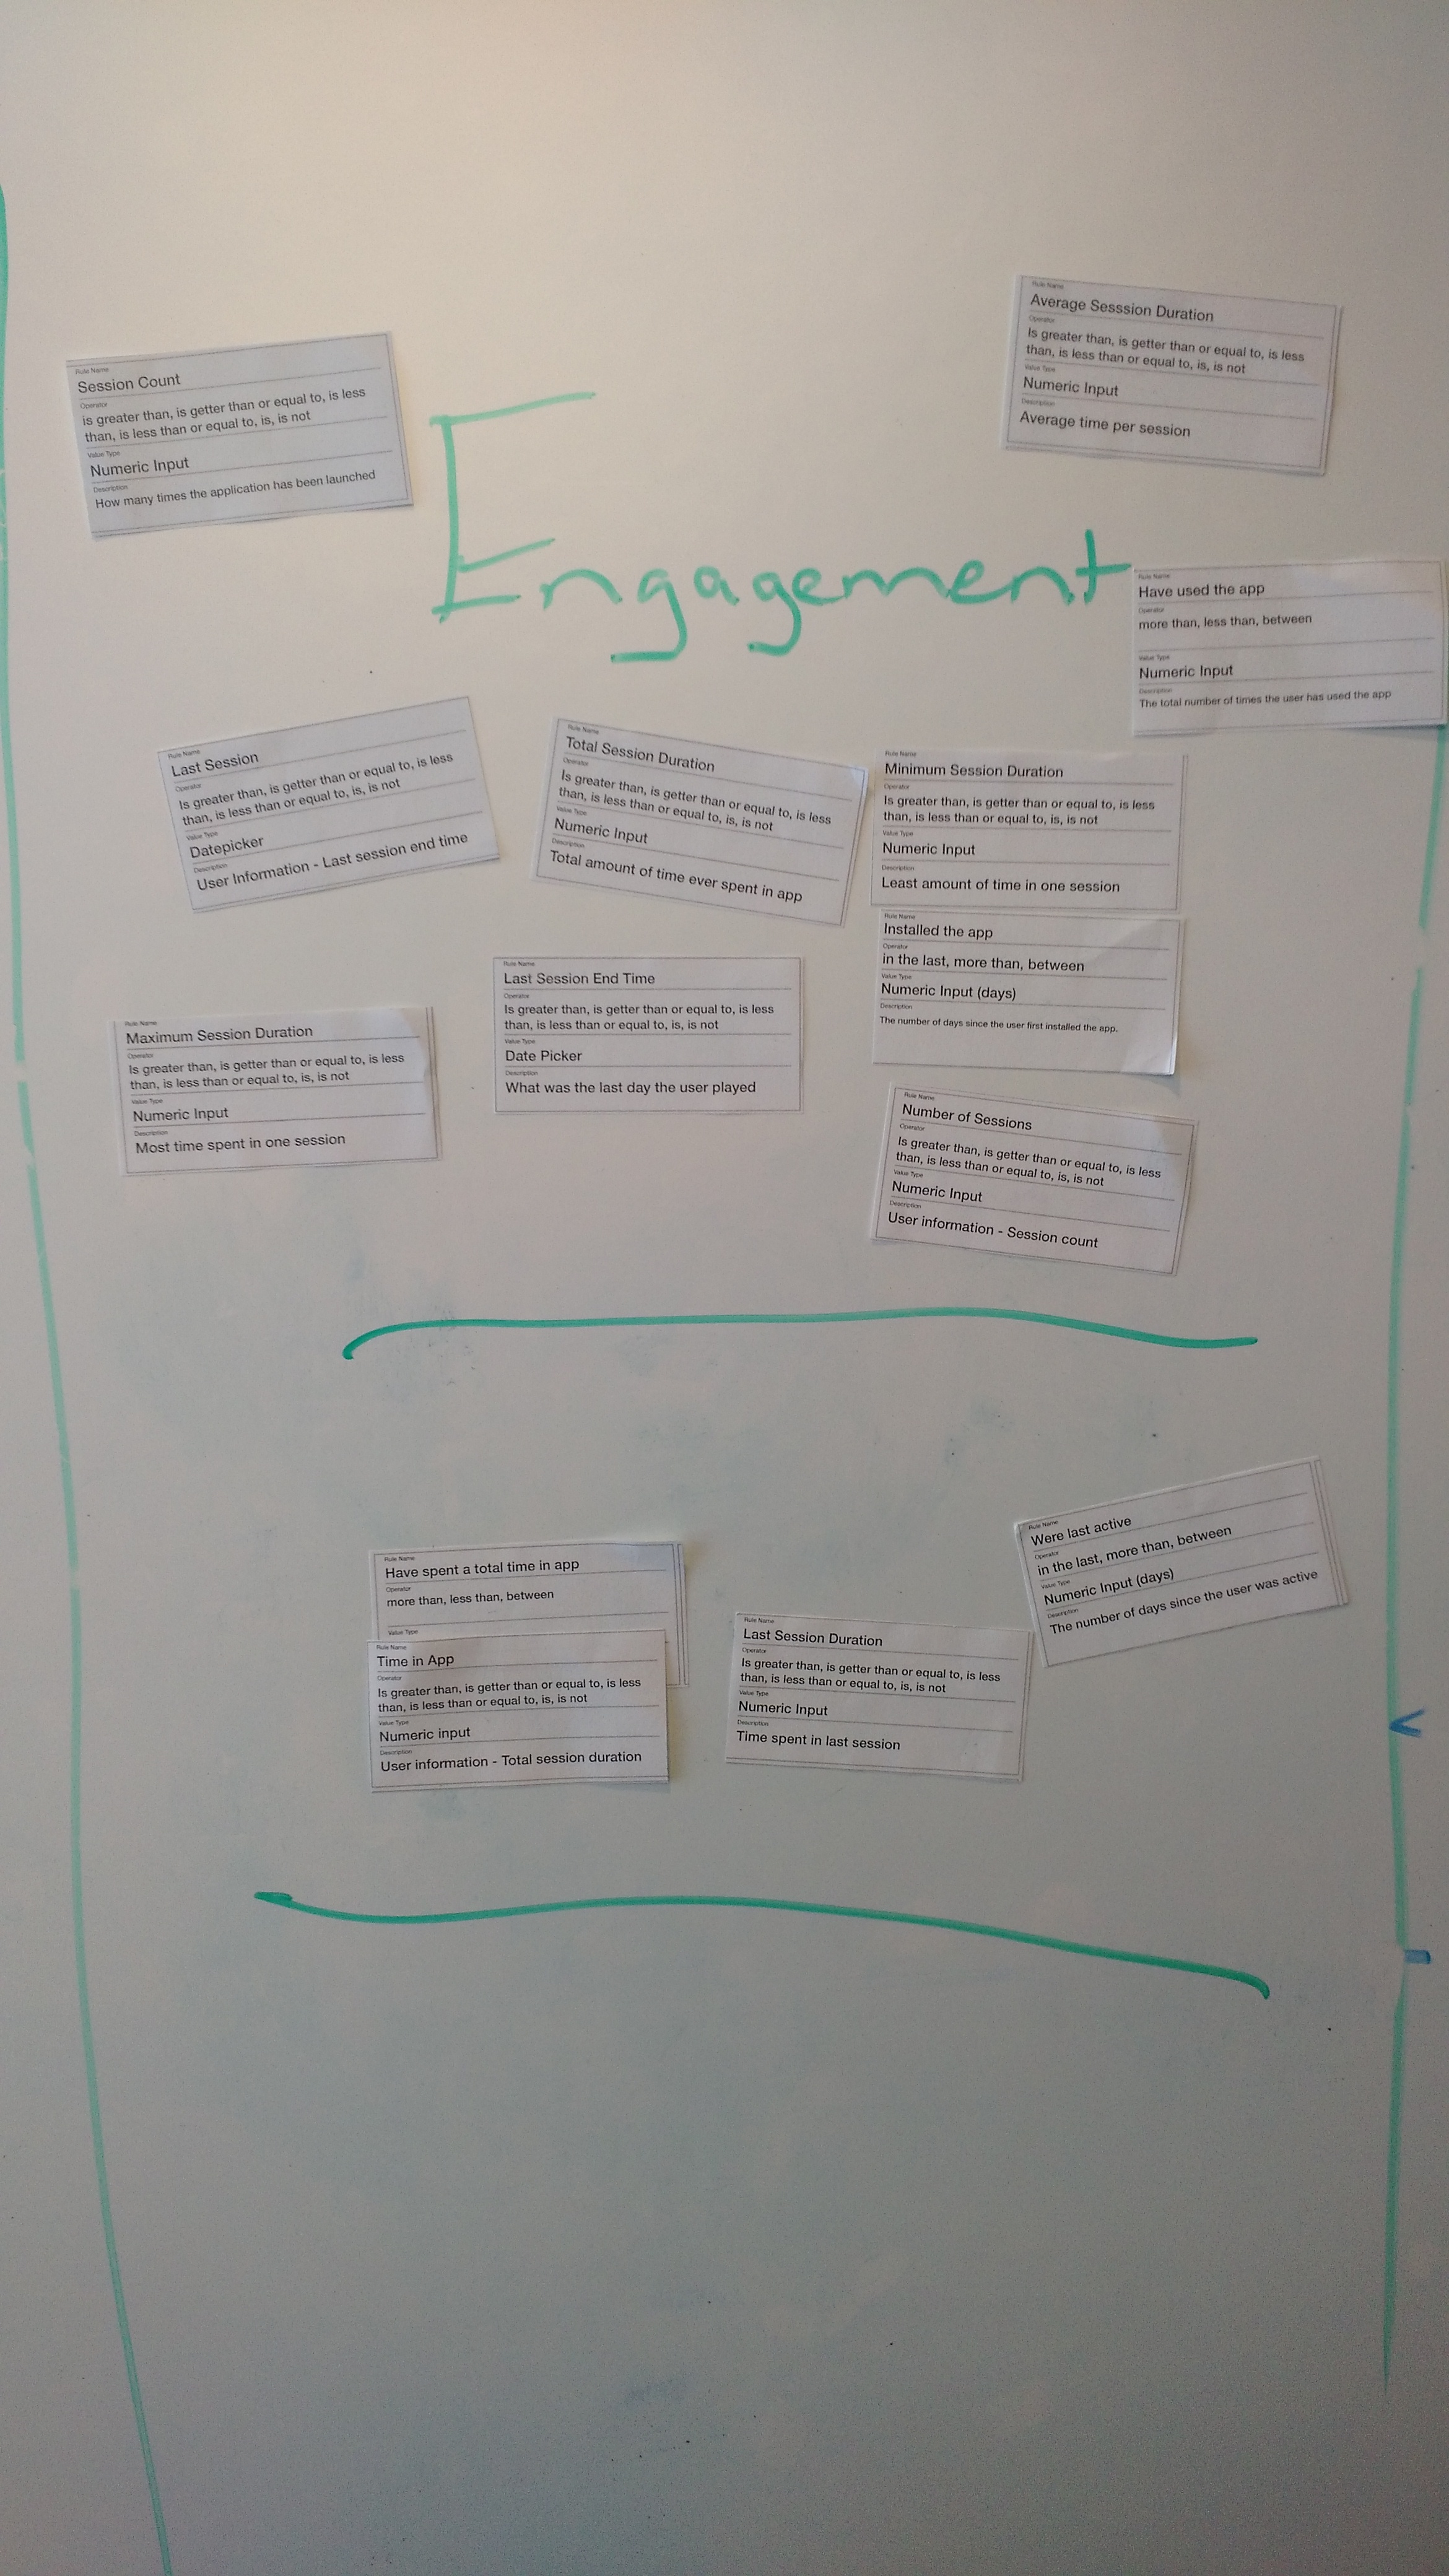 Rule Name
Average Sesssion Duration
Operator
Is greater than, is getter than or equal to, is less
than, is less than or equal to, is, is not
Value Type
Numeric Input
Description
Average time per session
Rule Name
Session Count
Operator
is greater than, is getter than or equal to, is less
than, is less than or equal to, is, is not
Value Type
Numeric Input
Description
How many times the application has been launched
Engagement
Rule Name
Have used the app
Operator
more than, less than, between
Value Type
Numeric Input
Description
The total number of times the user has used the app
Rule Name
Last Session
Operator
Is greater than, is getter than or equal to, is less
than, is less than or equal to, is, is not
Value Type
Datepicker
Description
User Information - Last session end time
Rule Name
Total Session Duration
Operator
Is greater than, is getter than or equal to, is less
than, is less than or equal to, is, is not
Value Type
Numeric Input
Description
Total amount of time ever spent in app
Rule Name
Minimum Session Duration
Operator
Is greater than, is getter than or equal to, is less
than, is less than or equal to, is, is not
Value Type
Numeric Input
Description
Least amount of time in one session
Rule Name
Installed the app
Operator
in the last, more than, between
Value Type
Numeric Input (days)
Description
The number of days since the user first installed the app.
Rule Name
Last Session End Time
Operator
Is greater than, is getter than or equal to, is less
than, is less than or equal to, is, is not
Value Type
Date Picker
Description
What was the last day the user played
Rule Name
Maximum Session Duration
Operator
Is greater than, is getter than or equal to, is less
than, is less than or equal to, is, is not
Value Type
Numeric Input
Description
Most time spent in one session
Rule Name
Number of Sessions
Operator
Is greater than, is getter than or equal to, is less
than, is less than or equal to, is, is not
Value Type
Numeric Input
Description
User information - Session count
Rule Name
Were last active
Operator
in the last, more than, between
Value Type
Numeric Input (days)
Description
The number of days since the user was active
Rule Name
Have spent a total time in app
Operator
more than, less than, between
Value Type
Rule Name
Time in App
Operator
Is greater than, is getter than or equal to, is less
than, is less than or equal to, is, is not
Value Type
Numeric input
Description
User information - Total session duration
Rule Name
Last Session Duration
Operator
Is greater than, is getter than or equal to, is less
than, is less than or equal to, is, is not
Value Type
Numeric Input
Description
Time spent in last session